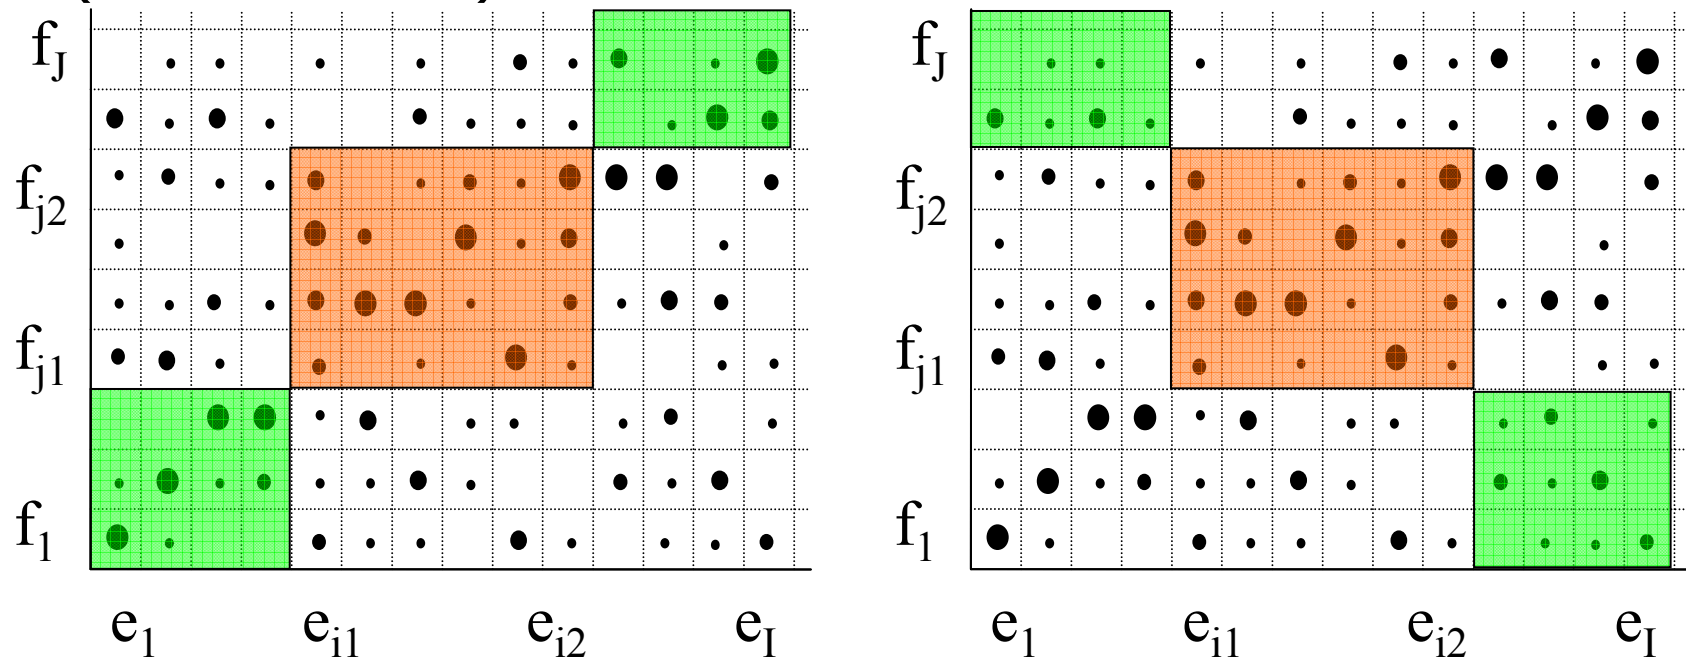 f_J f_J
f_j2 f_j2
f_j1 f_j1
f_1 f_1
e_1 e_i1 e_i2 e_I e_1 e_i1 e_i2 e_I